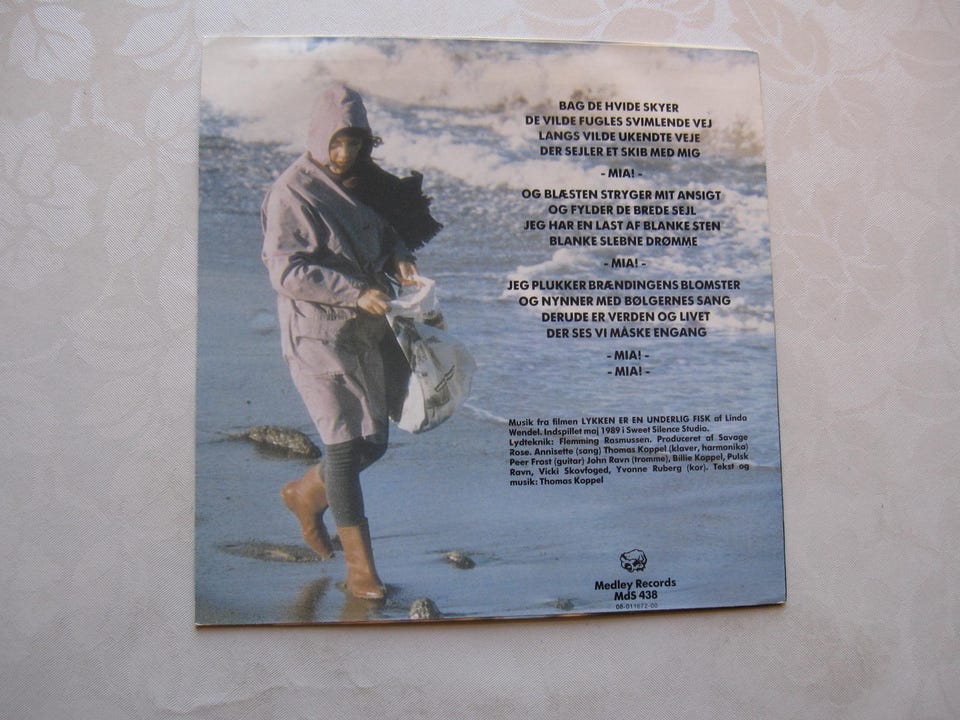 BAG DE HVIDE SKYER
DE VILDE FUGLES SVIMLENDE VEJ
LANGS VILDE UKENDTE VEJE
DER SEJLER ET SKIB MED MIG
- MIA! -
OG BLÆSTEN STRYGER MIT ANSIGT
OG FYLDER DE BREDE SEJL
JEG HAR EN LAST AF BLANKE STEN
BLANKE SLEBNE DRØMME
- MIA! -
JEG PLUKKER BRÆNDINGENS BLOMSTER
OG NYNNER MED BØLGERNES SANG
DERUDE ER VERDEN OG LIVET
DER SES VI MÅSKE ENGANG
- MIA! -
- MIA! -
Musik fra filmen LYKKEN ER EN UNDERLIG FISK af Linda
Wendel. Indspillet maj 1989 i Sweet Silence Studio.
Lydteknik: Flemming Rasmussen. Produceret af Savage
Rose. Annisette (sang) Thomas Koppel (klaver, harmonika)
Peer Frost (guitar) John Ravn (tromme), Billie Koppel, Pulsk
Ravn, Vicki Skovfoged, Yvonne Ruberg (kor). Tekst og
musik: Thomas Koppel
Medley Records
MdS 438
08-011672-00